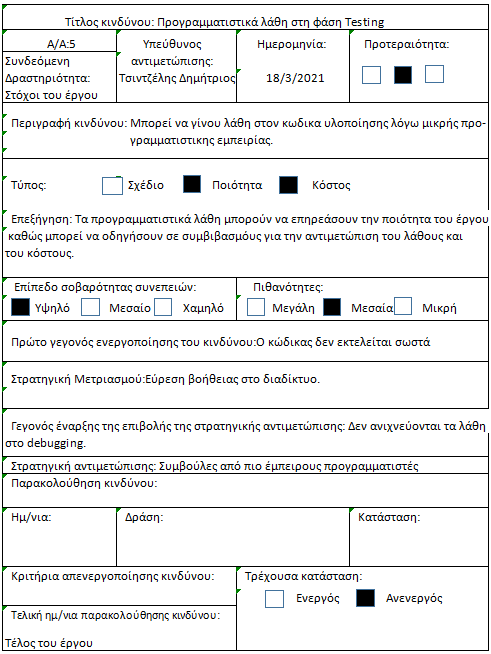 Τίτλος κινδύνου: Προγραμματιστικά λάθη στη φάση Testing
Α/Α:5
Συνδεόμενη
Δραστηριότητα:
Στόχοι του έργου
Υπεύθυνος
αντιμετώπισης:
Τσιντζέλης Δημήτριος
Ημερομηνία:
18/3/2021
Προτεραιότητα:
Περιγραφή κινδύνου: Μπορεί να γίνου λάθη στον κωδικα υλοποίησης λόγω μικρής προ-
γραμματιστικης εμπειρίας.
Τύπος: Σχέδιο Ποιότητα Κόστος
Επεξήγηση: Τα προγραμματιστικά λάθη μπορούν να επηρεάσουν την ποιότητα του έργου
καθώς μπορεί να οδηγήσουν σε συμβιβασμόυς για την αντιμετώπιση του λάθους και
του κόστους.
Επίπεδο σοβαρότητας συνεπειών:
Υψηλό Μεσαίο Χαμηλό
Πιθανότητες:
Μεγάλη Μεσαία Μικρή
Πρώτο γεγονός ενεργοποίησης του κινδύνου:Ο κώδικας δεν εκτελείται σωστά
Στρατηγική Μετριασμού:Εύρεση βοήθειας στο διαδίκτυο.
Γεγονός έναρξης της επιβολής της στρατηγικής αντιμετώπισης: Δεν ανιχνεύονται τα λάθη
στο debugging.
Στρατηγική αντιμετώπισης: Συμβούλες από πιο έμπειρους προγραμματιστές
Παρακολούθηση κινδύνου:
Ημ/νια: Δράση: Κατάσταση:
Κριτήρια απενεργοποίησης κινδύνου:
Τρέχουσα κατάσταση:
Ενεργός Ανενεργός
Τελική ημ/νια παρακολούθησης κινδύνου:
Τέλος του έργου